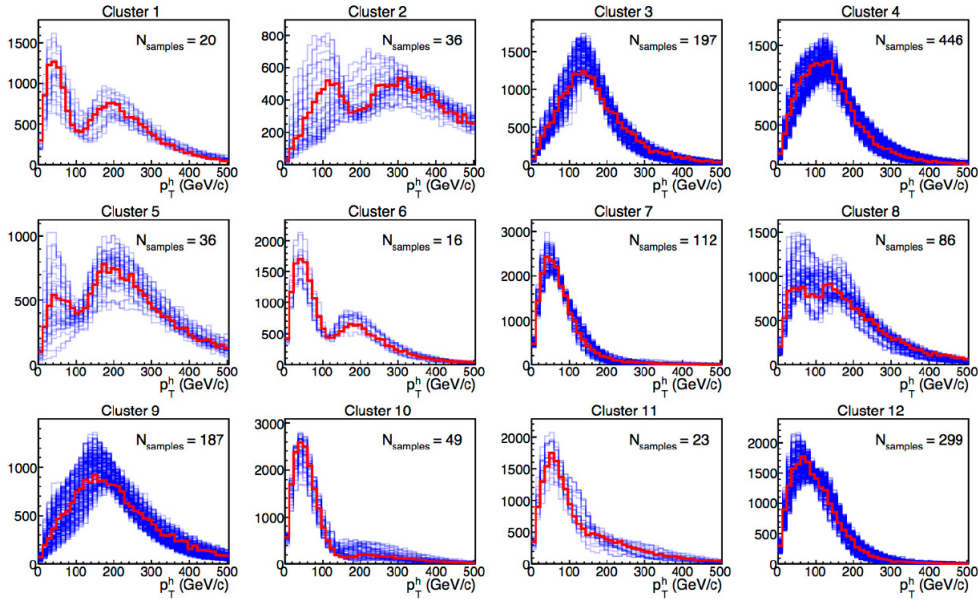 Cluster 1 Cluster 2 Cluster 3 Cluster 4
N_samples = 20 N_samples = 36 N_samples = 197 N_samples = 446
1500 800 1500 1500
1000 600 1000 1000
500 400 500 500
200
0 0 0 0
0 100 200 300 400 500 0 100 200 300 400 500 0 100 200 300 400 500 0 100 200 300 400 500
p_T^h (GeV/c) p_T^h (GeV/c) p_T^h (GeV/c) p_T^h (GeV/c)
Cluster 5 Cluster 6 Cluster 7 Cluster 8
N_samples = 36 N_samples = 16 N_samples = 112 N_samples = 86
1000 2000 3000 1500
500 1500 2000 1000
1000 1000 500
500
0 0 0
0 100 200 300 400 500 0 100 200 300 400 500 0 100 200 300 400 500 0 100 200 300 400 500
p_T^h (GeV/c) p_T^h (GeV/c) p_T^h (GeV/c) p_T^h (GeV/c)
Cluster 9 Cluster 10 Cluster 11 Cluster 12
N_samples = 187 N_samples = 49 N_samples = 23 N_samples = 299
1000 3000 2000 2000
500 2000 1500 1500
1000 1000 1000
500 500
0 0 0 0
0 100 200 300 400 500 0 100 200 300 400 500 0 100 200 300 400 500 0 100 200 300 400 500
p_T^h (GeV/c) p_T^h (GeV/c) p_T^h (GeV/c) p_T^h (GeV/c)